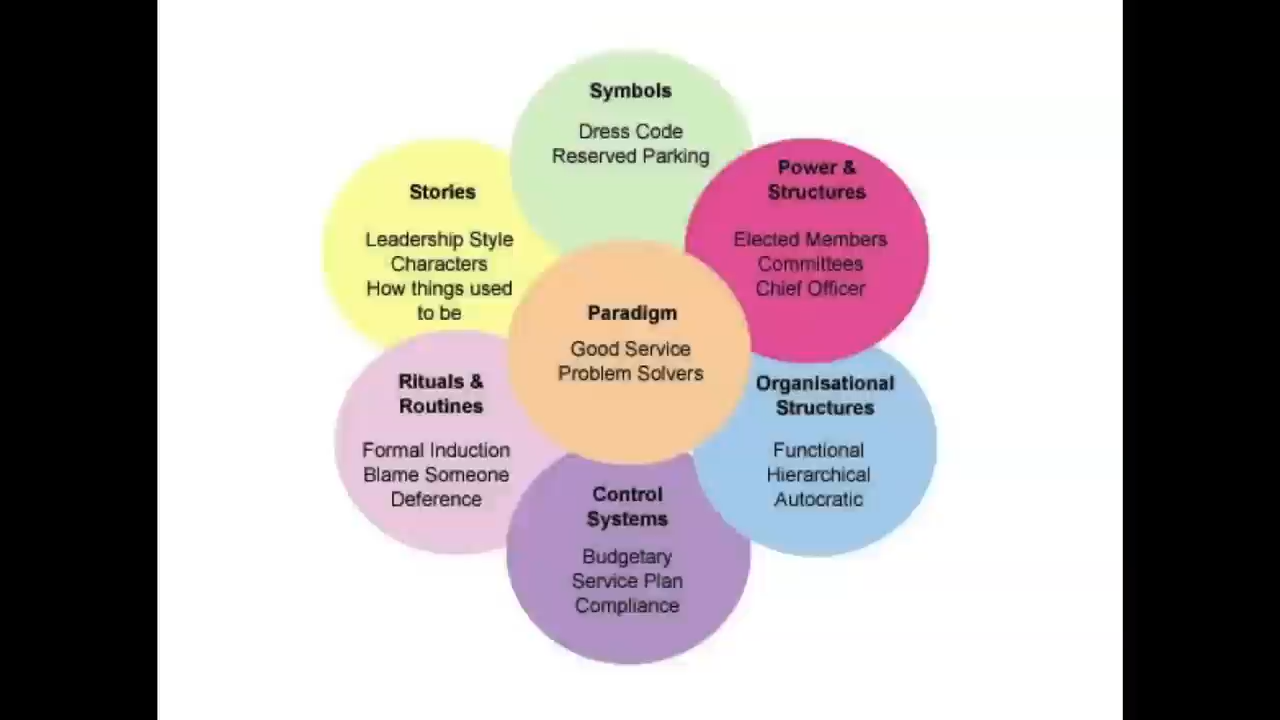 Symbols
Dress Code
Reserved Parking
Power &
Structures
Elected Members
Committees
Chief Officer
Stories
Leadership Style
Characters
How things used
to be
Paradigm
Good Service
Problem Solvers
Rituals &
Routines
Formal Induction
Blame Someone
Deference
Organisational
Structures
Functional
Hierarchical
Autocratic
Control
Systems
Budgetary
Service Plan
Compliance